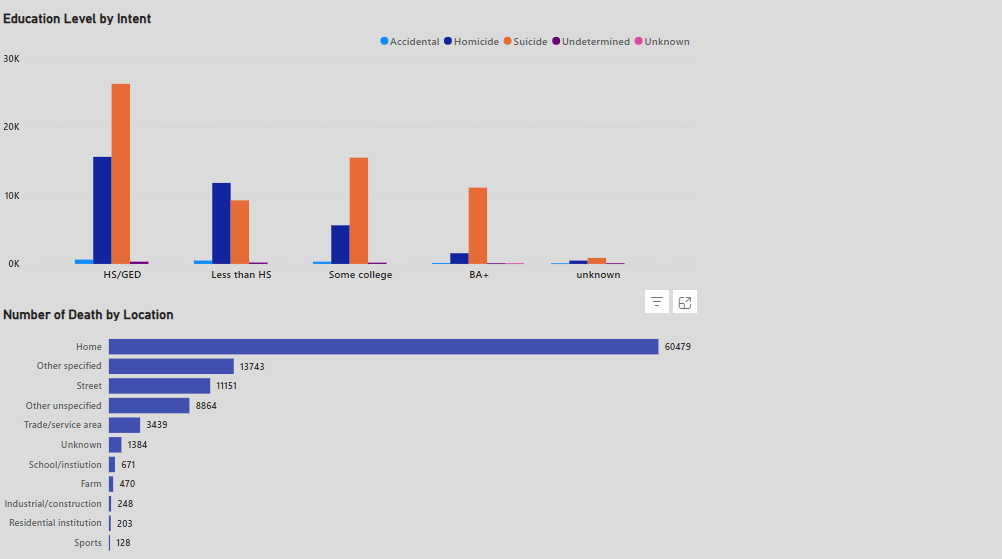 Education Level by Intent
Accidental Homicide Suicide Undetermined Unknown
30K
20K
10K
0K
HS/GED Less than HS Some college BA+ unknown
Number of Death by Location
Home 60479
Other specified 13743
Street 11151
Other unspecified 8864
Trade/service area 3439
Unknown 1384
School/instiution 671
Farm 470
Industrial/construction 248
Residential institution 203
Sports 128